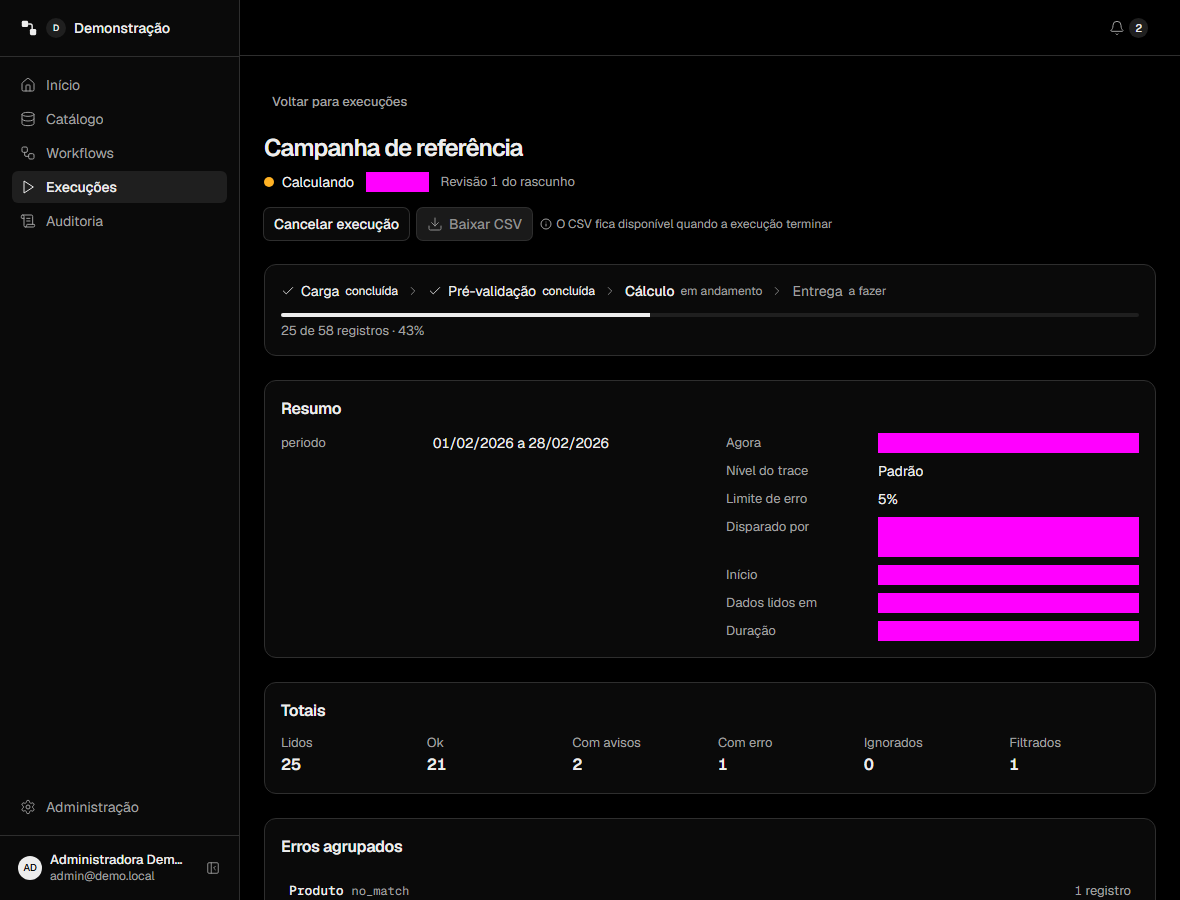 D Demonstração
2
Início
Catálogo
Workflows
Execuções
Auditoria
Voltar para execuções
Campanha de referência
Calculando Revisão 1 do rascunho
Cancelar execução Baixar CSV O CSV fica disponível quando a execução terminar
Carga concluída Pré-validação concluída Cálculo em andamento Entrega a fazer
25 de 58 registros · 43%
Resumo
periodo 01/02/2026 a 28/02/2026
Agora
Nível do trace Padrão
Limite de erro 5%
Disparado por
Início
Dados lidos em
Duração
Totais
Lidos Ok Com avisos Com erro Ignorados Filtrados
25 21 2 1 0 1
Erros agrupados
Produto no_match 1 registro
Administração
AD Administradora Dem...
admin@demo.local